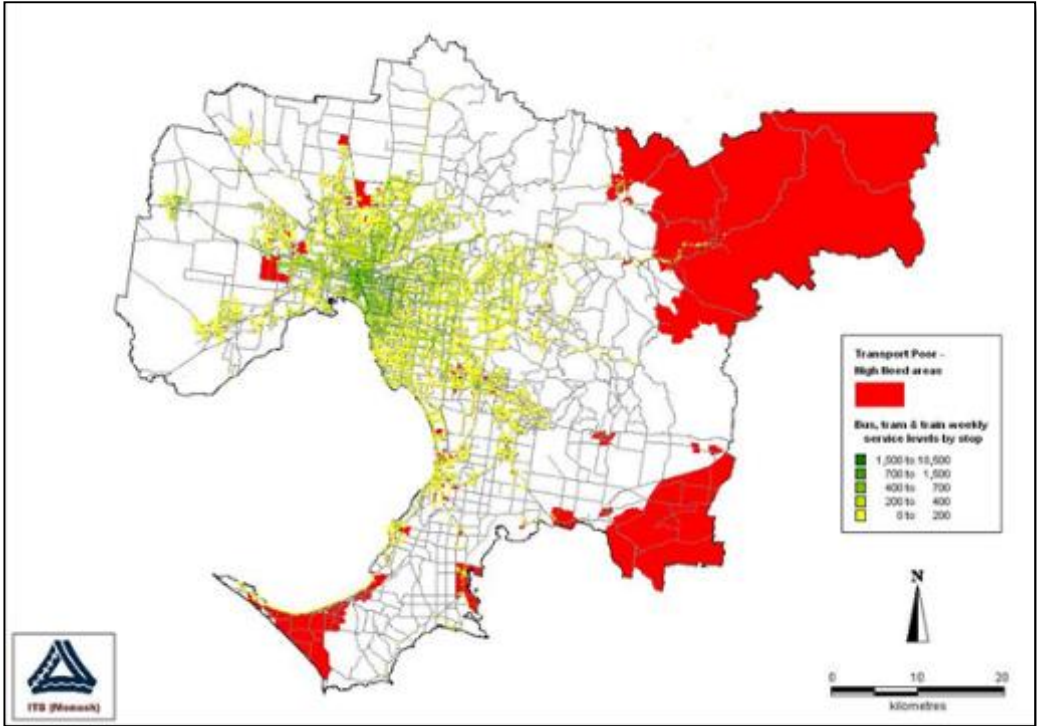 Transport Poor -
High Need areas
Bus, tram & train weekly
service levels by stop
1,500 to 10,500
700 to 1,500
400 to 700
200 to 400
0 to 200
N
0 10 20
kilometres
ITS (Monash)